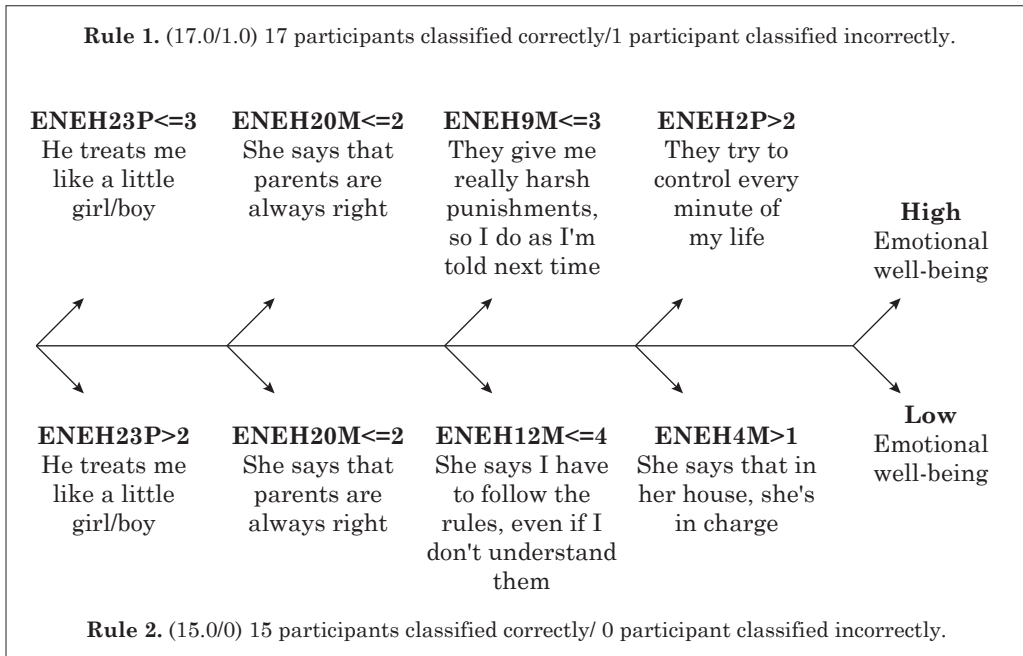 Rule 1. (17.0/1.0) 17 participants classified correctly/1 participant classified incorrectly.
ENEH23P<=3
He treats me
like a little
girl/boy
ENEH20M<=2
She says that
parents are
always right
ENEH9M<=3
They give me
really harsh
punishments,
so I do as I'm
told next time
ENEH2P>2
They try to
control every
minute of
my life
High
Emotional
well-being
ENEH23P>2
He treats me
like a little
girl/boy
ENEH20M<=2
She says that
parents are
always right
ENEH12M<=4
She says I have
to follow the
rules, even if I
don't understand
them
ENEH4M>1
She says that in
her house, she's
in charge
Low
Emotional
well-being
Rule 2. (15.0/0) 15 participants classified correctly/ 0 participant classified incorrectly.